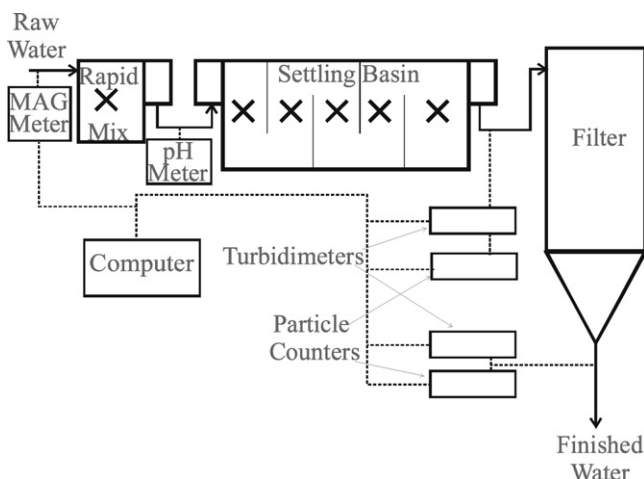 Raw
Water
MAG
Meter
Rapid
Mix
pH
Meter
Settling Basin
Filter
Computer
Turbidimeters
Particle
Counters
Finished
Water